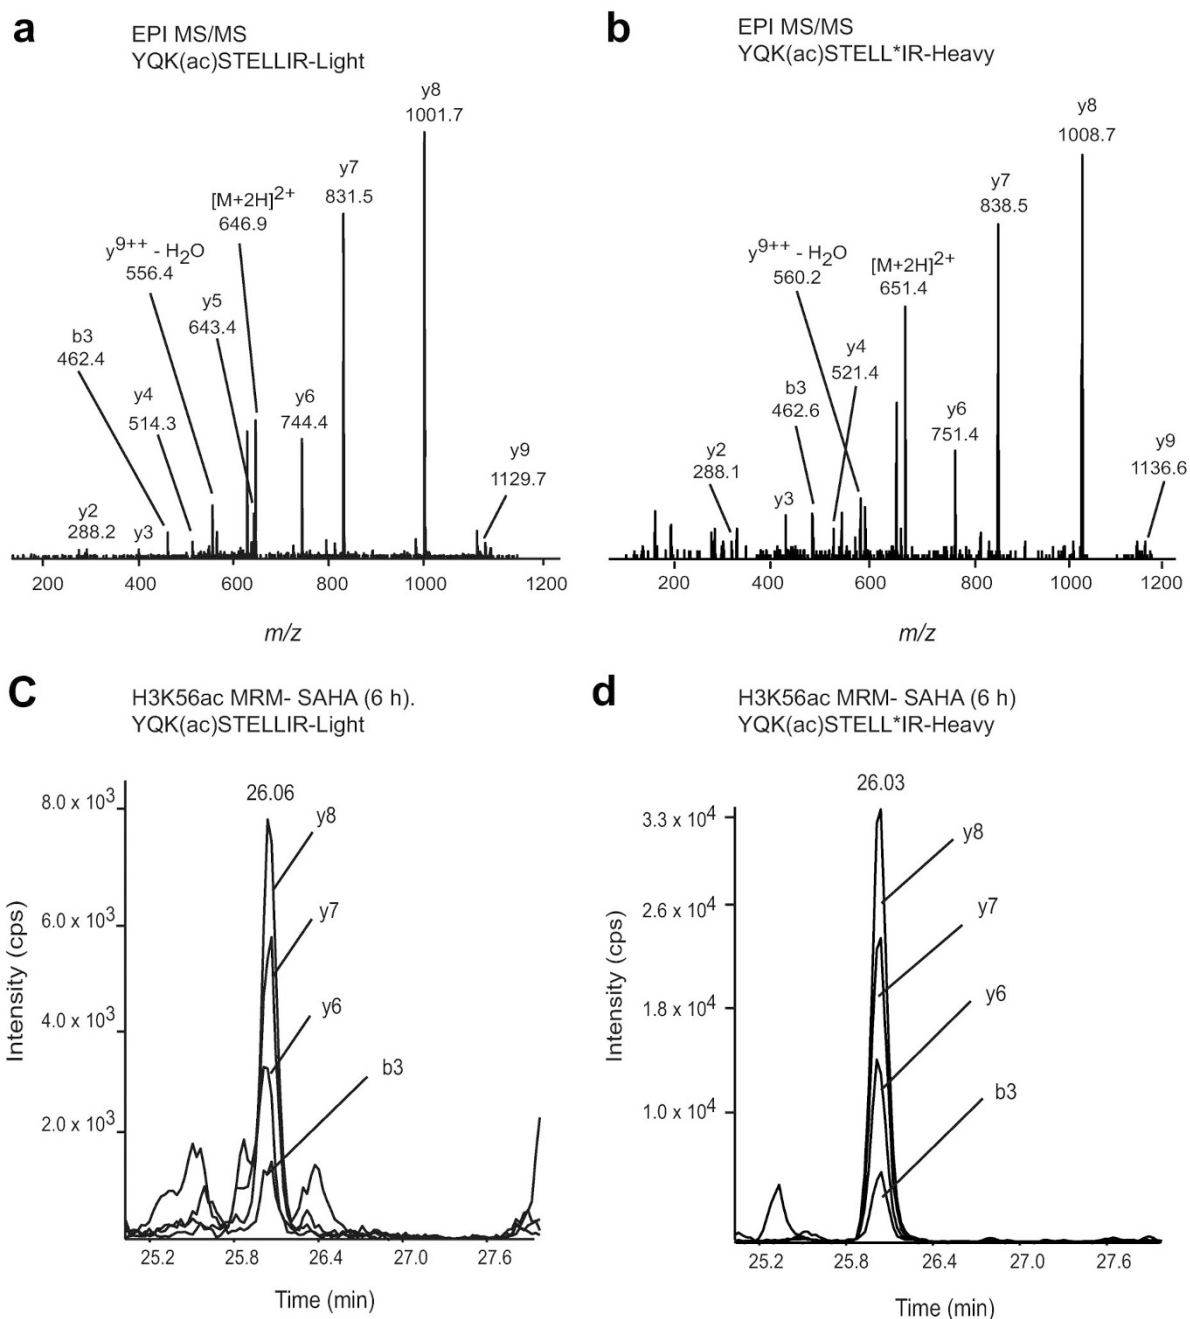 a
EPI MS/MS
YQK(ac)STELLIR-Light
y8
1001.7
y7
831.5
[M+2H]2+
646.9
y9++ - H2O
556.4
y5
643.4
b3
462.4
y4
514.3
y6
744.4
y9
1129.7
y2
288.2
y3
200
400
600
800
1000
1200
m/z
b
EPI MS/MS
YQK(ac)STELL*IR-Heavy
y8
1008.7
y7
838.5
y9++ - H2O
560.2
[M+2H]2+
651.4
y4
521.4
b3
462.6
y6
751.4
y2
288.1
y9
1136.6
y3
200
400
600
800
1000
1200
m/z
C
H3K56ac MRM- SAHA (6 h).
YQK(ac)STELLIR-Light
26.06
8.0 x 10³
y8
y7
6.0 x 10³
y6
4.0 x 10³
b3
2.0 x 10³
Intensity (cps)
25.2
25.8
26.4
27.0
27.6
Time (min)
d
H3K56ac MRM- SAHA (6 h)
YQK(ac)STELL*IR-Heavy
26.03
3.3 x 10⁴
y8
2.6 x 10⁴
y7
1.8 x 10⁴
y6
1.0 x 10⁴
b3
Intensity (cps)
25.2
25.8
26.4
27.0
27.6
Time (min)